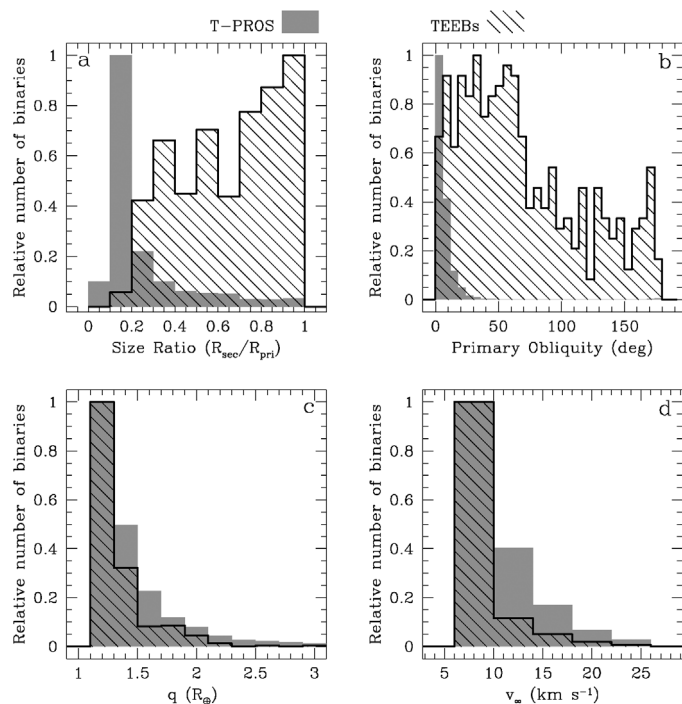 T-PROS TEEBs
a
Relative number of binaries
1
0.8
0.6
0.4
0.2
0
0 0.2 0.4 0.6 0.8 1
Size Ratio (R_sec/R_pri)
b
Relative number of binaries
1
0.8
0.6
0.4
0.2
0
0 50 100 150
Primary Obliquity (deg)
c
Relative number of binaries
1
0.8
0.6
0.4
0.2
0
1 1.5 2 2.5 3
q (R⊕)
d
Relative number of binaries
1
0.8
0.6
0.4
0.2
0
5 10 15 20 25
v∞ (km s⁻¹)